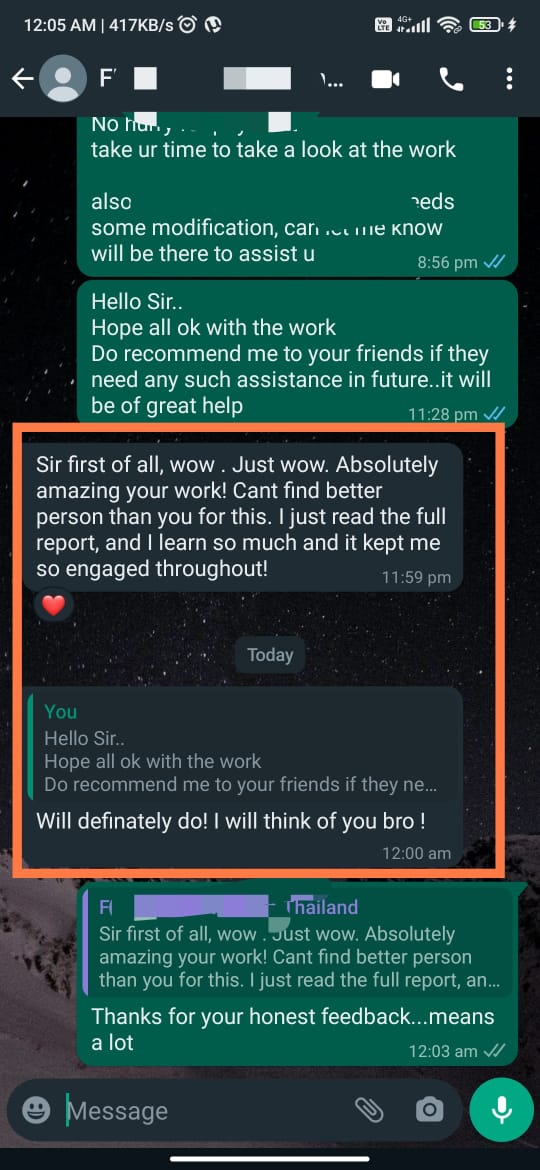 12:05 AM | 417KB/s
Vo LTE 4G+ 53
F
No
take ur time to take a look at the work
also
some modification, can let me know
will be there to assist u
8:56 pm
Hello Sir..
Hope all ok with the work
Do recommend me to your friends if they
need any such assistance in future..it will
be of great help
11:28 pm
Sir first of all, wow . Just wow. Absolutely
amazing your work! Cant find better
person than you for this. I just read the full
report, and I learn so much and it kept me
so engaged throughout!
11:59 pm
Today
You
Hello Sir..
Hope all ok with the work
Do recommend me to your friends if they ne...
Will definately do! I will think of you bro !
12:00 am
Thailand
Sir first of all, wow . Just wow. Absolutely
amazing your work! Cant find better person
than you for this. I just read the full report, an...
Thanks for your honest feedback...means
a lot
12:03 am
Message